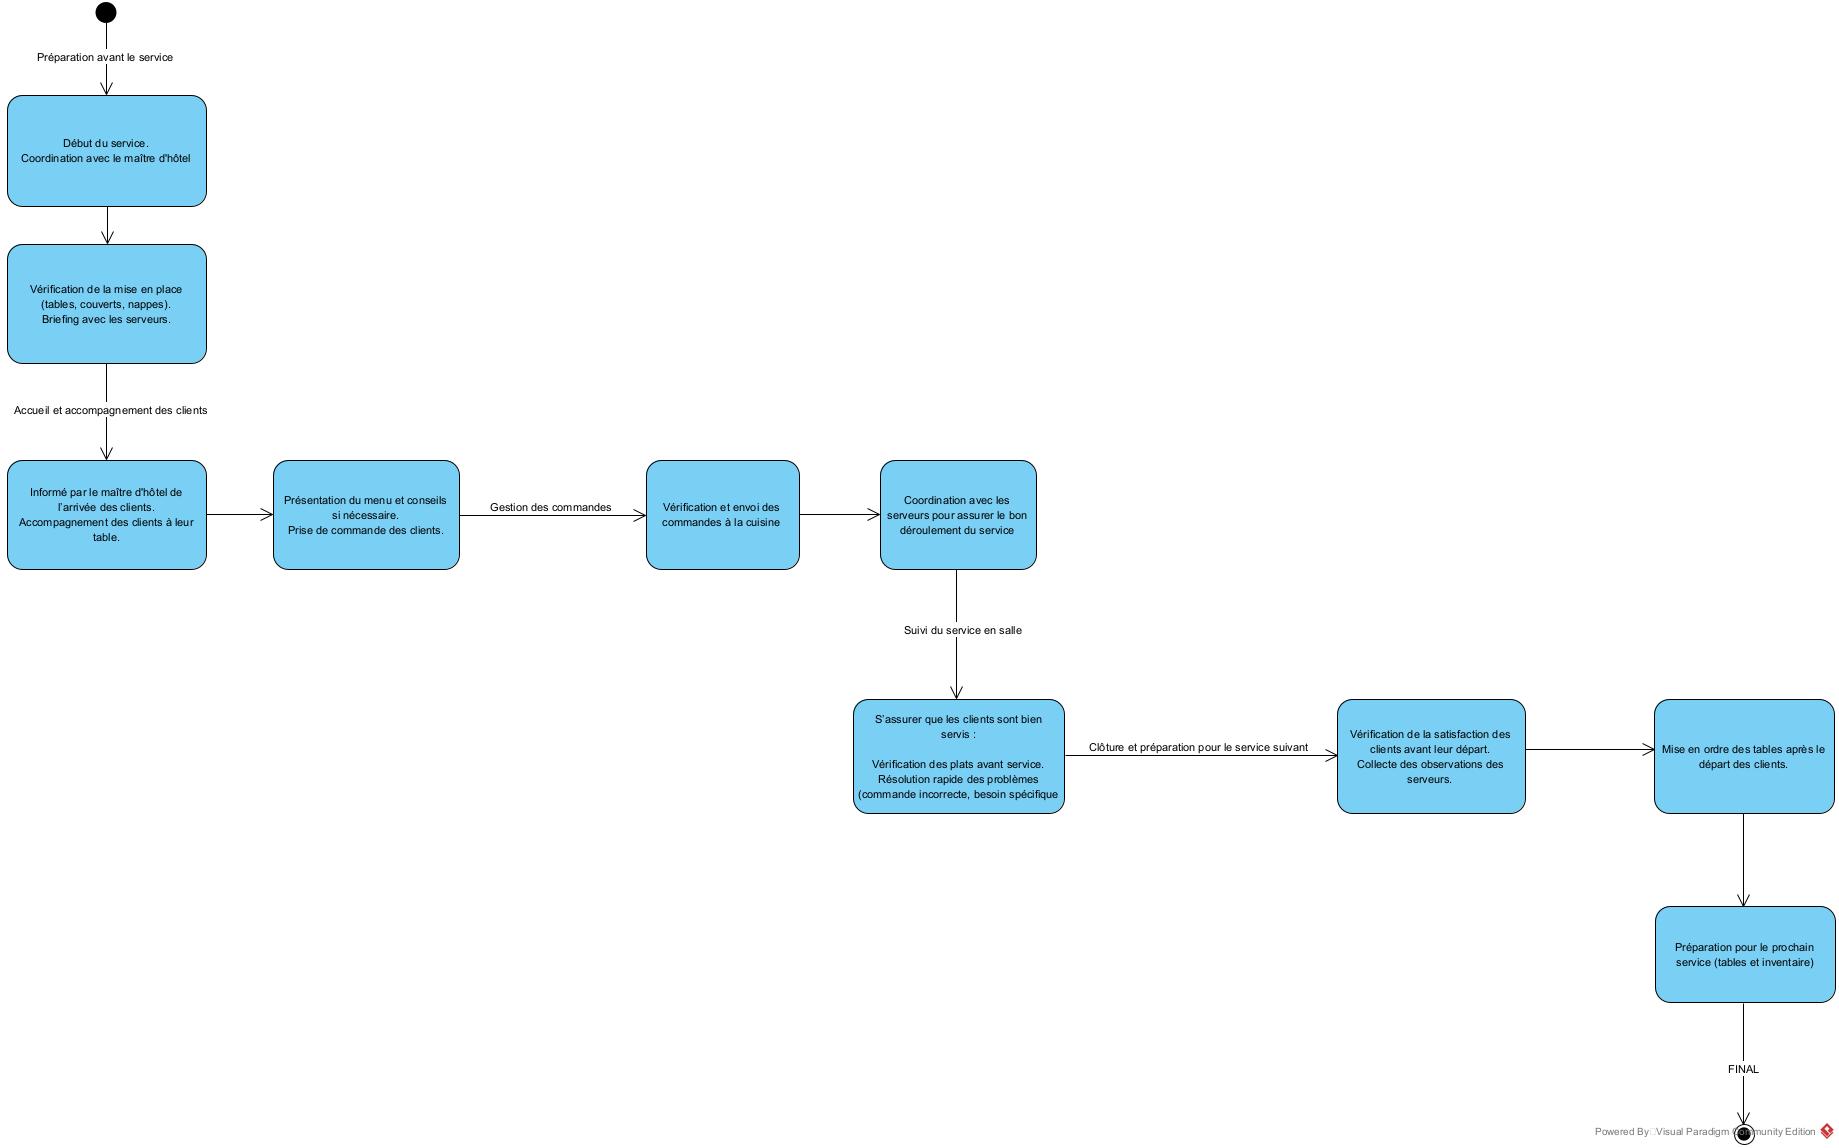 Préparation avant le service
Début du service.
Coordination avec le maître d'hôtel
Vérification de la mise en place
(tables, couverts, nappes).
Briefing avec les serveurs.
Accueil et accompagnement des clients
Informé par le maître d'hôtel de
l'arrivée des clients.
Accompagnement des clients à leur
table.
Présentation du menu et conseils
si nécessaire.
Prise de commande des clients.
Gestion des commandes
Vérification et envoi des
commandes à la cuisine
Coordination avec les
serveurs pour assurer le bon
déroulement du service
Suivi du service en salle
S'assurer que les clients sont bien
servis :
Vérification des plats avant service.
Résolution rapide des problèmes
(commande incorrecte, besoin spécifique
Clôture et préparation pour le service suivant
Vérification de la satisfaction des
clients avant leur départ.
Collecte des observations des
serveurs.
Mise en ordre des tables après le
départ des clients.
Préparation pour le prochain
service (tables et inventaire)
FINAL
Powered By Visual Paradigm Community Edition